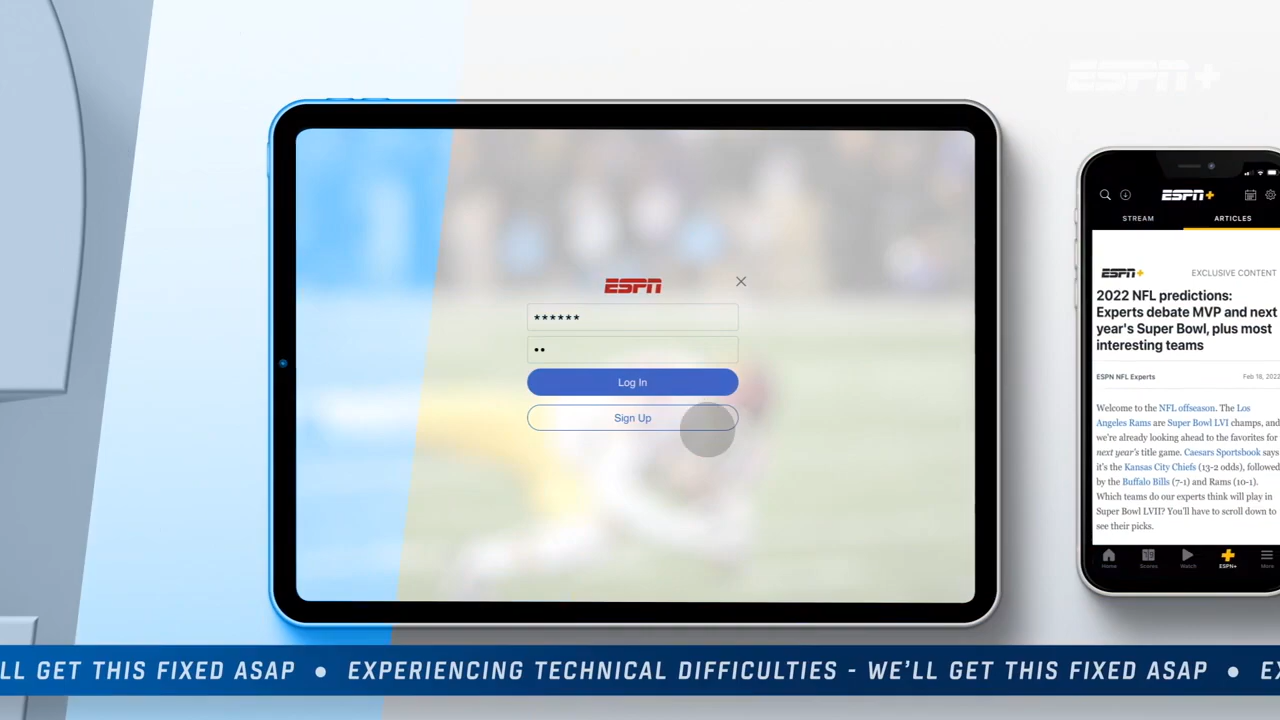 ESPN+
ESPN
******
••
Log In
Sign Up
ESPN+
STREAM
ARTICLES
ESPN+
EXCLUSIVE CONTENT
2022 NFL predictions:
Experts debate MVP and next
year's Super Bowl, plus most
interesting teams
ESPN NFL Experts
Feb 18, 2022
Welcome to the NFL offseason. The Los
Angeles Rams are Super Bowl LVI champs, and
we're already looking ahead to the favorites for
next year's title game. Caesars Sportsbook says
it's the Kansas City Chiefs (13-2 odds), followed
by the Buffalo Bills (7-1) and Rams (10-1).
Which teams do our experts think will play in
Super Bowl LVII? You'll have to scroll down to
see their picks.
Home
Scores
Watch
ESPN+
More
LL GET THIS FIXED ASAP • EXPERIENCING TECHNICAL DIFFICULTIES - WE'LL GET THIS FIXED ASAP • EX